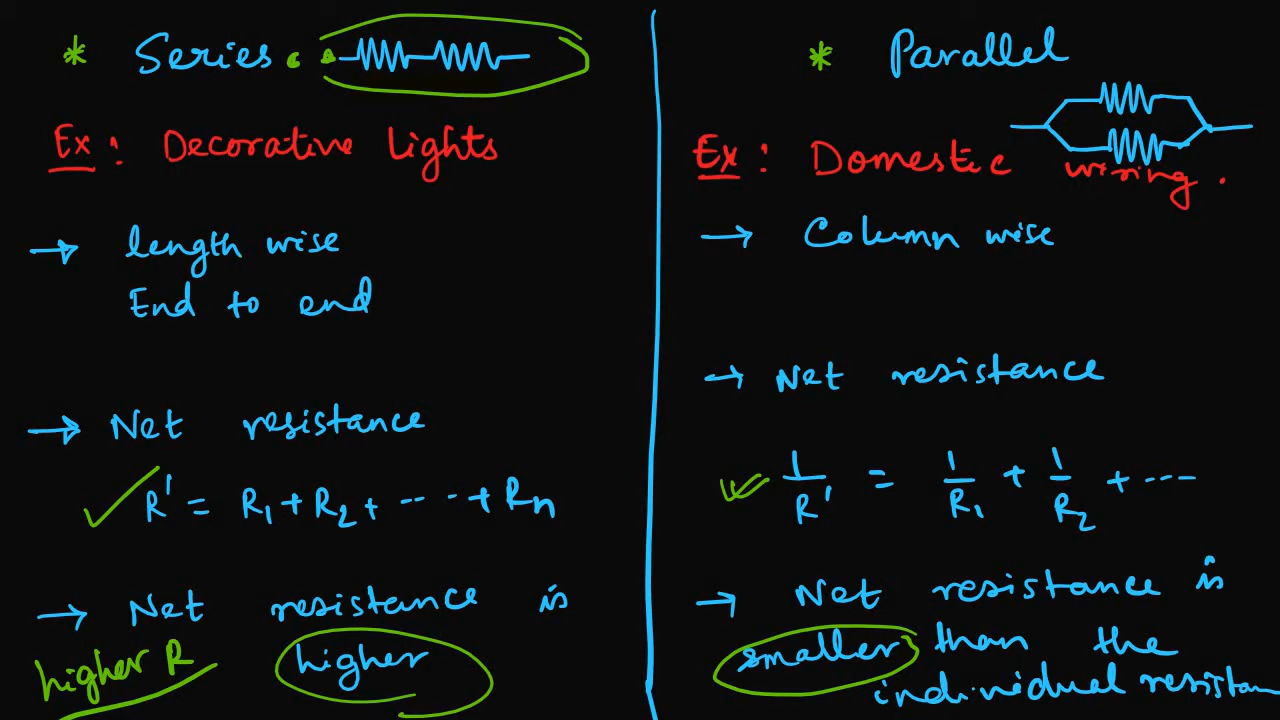 * Series.
Ex: Decorative Lights
→ length wise
End to end
→ Net resistance
R' = R₁ + R₂ + ----- + Rn
→ Net resistance is
higher R higher
* Parallel
Ex: Domestic wiring.
→ Column wise
→ Net resistance
1/R' = 1/R₁ + 1/R₂ + ----
→ Net resistance is
smaller than the
individual resistan